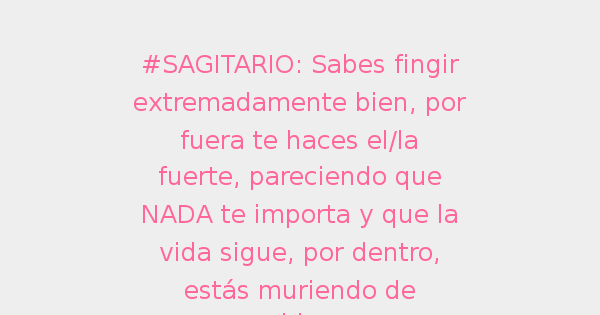 #SAGITARIO: Sabes fingir
extremadamente bien, por
fuera te haces el/la
fuerte, pareciendo que
NADA te importa y que la
vida sigue, por dentro,
estás muriendo de